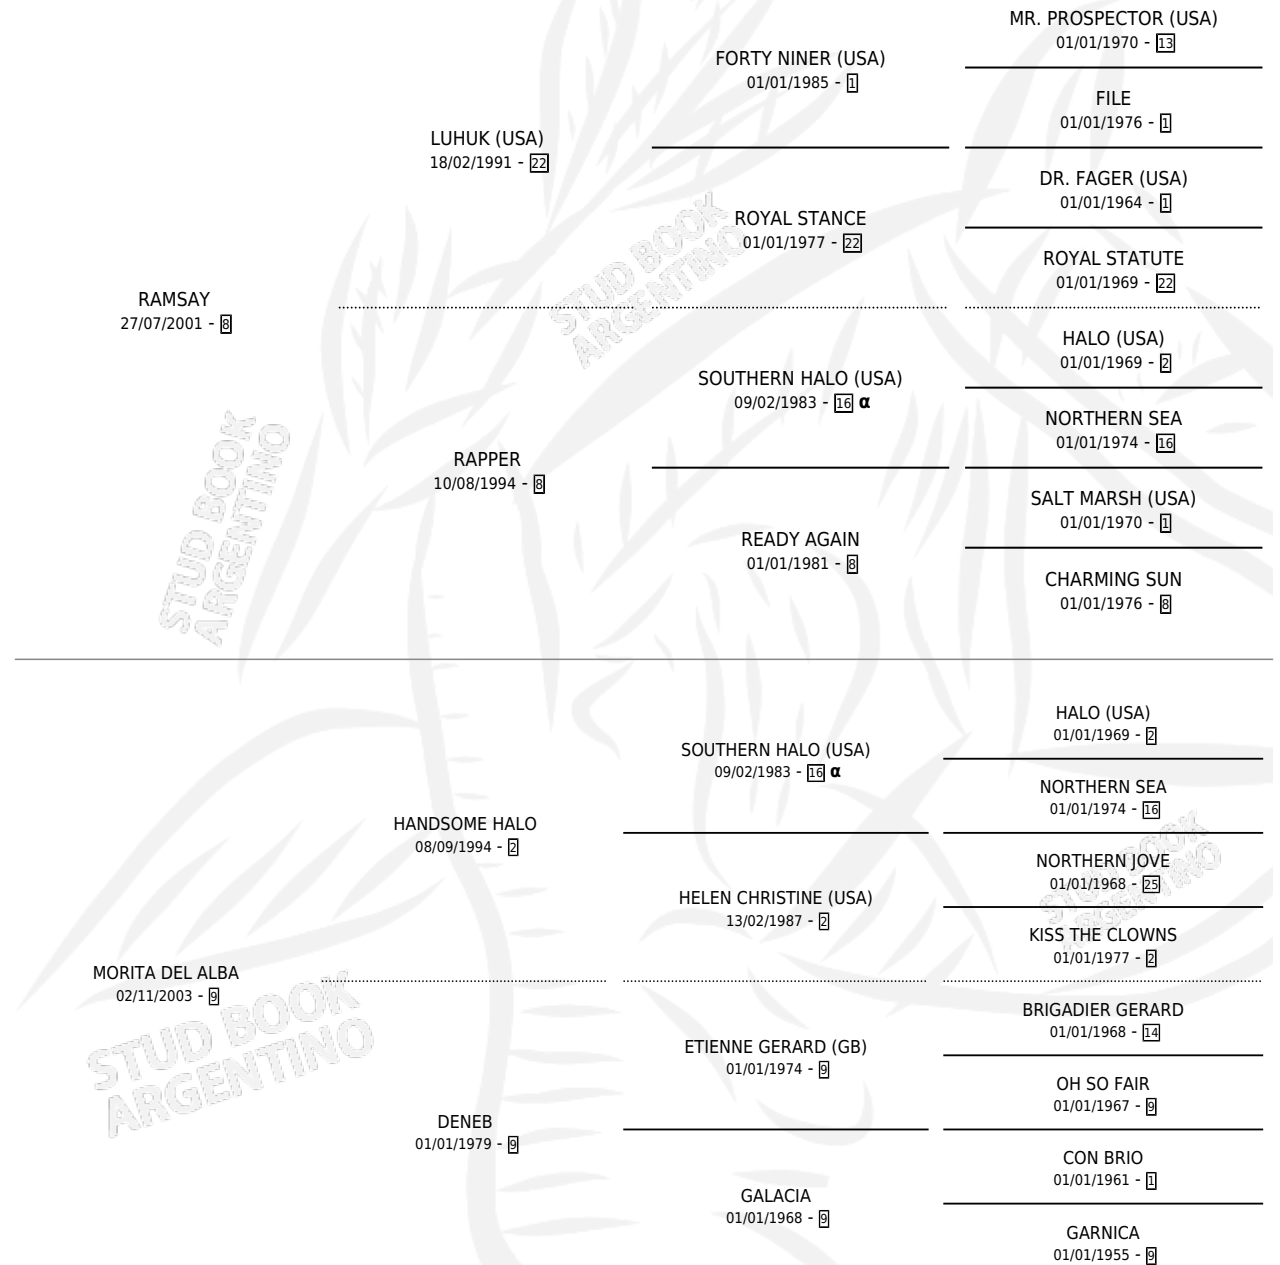 MR. PROSPECTOR (USA)
01/01/1970 - 13
FORTY NINER (USA)
01/01/1985 - 1
FILE
01/01/1976 - 1
LUHUK (USA)
18/02/1991 - 22
DR. FAGER (USA)
01/01/1964 - 1
ROYAL STANCE
01/01/1977 - 22
ROYAL STATUTE
01/01/1969 - 22
RAMSAY
27/07/2001 - 8
HALO (USA)
01/01/1969 - 2
SOUTHERN HALO (USA)
09/02/1983 - 16 α
NORTHERN SEA
01/01/1974 - 16
RAPPER
10/08/1994 - 8
SALT MARSH (USA)
01/01/1970 - 1
READY AGAIN
01/01/1981 - 8
CHARMING SUN
01/01/1976 - 8
HALO (USA)
01/01/1969 - 2
SOUTHERN HALO (USA)
09/02/1983 - 16 α
NORTHERN SEA
01/01/1974 - 16
HANDSOME HALO
08/09/1994 - 2
NORTHERN JOVE
01/01/1968 - 25
HELEN CHRISTINE (USA)
13/02/1987 - 2
KISS THE CLOWNS
01/01/1977 - 2
MORITA DEL ALBA
02/11/2003 - 9
BRIGADIER GERARD
01/01/1968 - 14
ETIENNE GERARD (GB)
01/01/1974 - 9
OH SO FAIR
01/01/1967 - 9
DENEB
01/01/1979 - 9
CON BRIO
01/01/1961 - 1
GALACIA
01/01/1968 - 9
GARNICA
01/01/1955 - 9
STUD BOOK
ARGENTINO
STUD BOOK
ARGENTINO
STUD BOOK
ARGENTINO
STUD BOOK
ARGENTINO